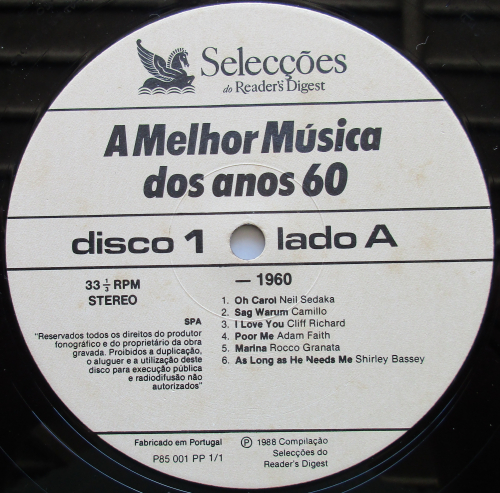 Selecções
do Reader's Digest
A Melhor Música
dos anos 60
disco 1 lado A
33 1/3 RPM
STEREO
— 1960
1. Oh Carol Neil Sedaka
2. Sag Warum Camillo
3. I Love You Cliff Richard
4. Poor Me Adam Faith
5. Marina Rocco Granata
6. As Long as He Needs Me Shirley Bassey
SPA
"Reservados todos os direitos do produtor
fonográfico e do proprietário da obra
gravada. Proibidos a duplicação,
o aluguer e a utilização deste
disco para execução pública
e radiodifusão não
autorizados"
Fabricado em Portugal
P85 001 PP 1/1
Ⓟ 1988 Compilação
Selecções do
Reader's Digest